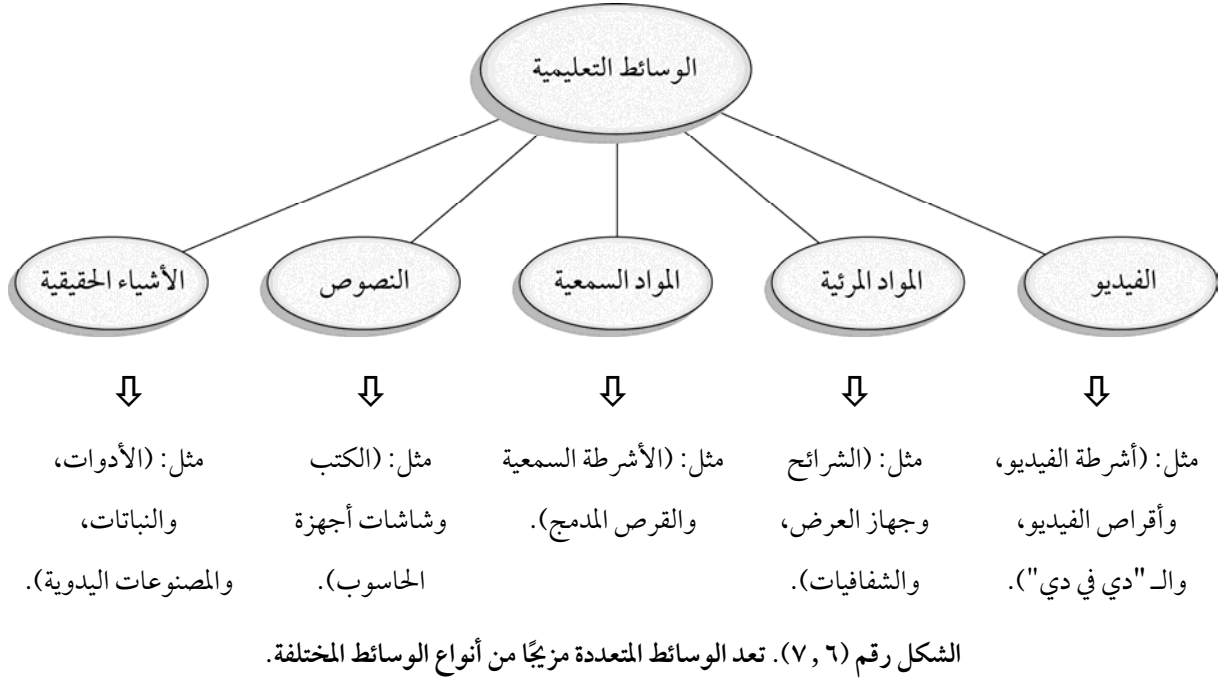 الوسائط التعليمية
الفيديو
المواد المرئية
المواد السمعية
النصوص
الأشياء الحقيقية
مثل: (أشرطة الفيديو،
وأقراص الفيديو،
والـ "دي في دي").
مثل: (الشرائح
وجهاز العرض،
والشفافيات).
مثل: (الأشرطة السمعية
والقرص المدمج).
مثل: (الكتب
وشاشات أجهزة
الحاسوب).
مثل: (الأدوات،
والنباتات،
والمصنوعات اليدوية).
الشكل رقم (٧,٦). تعد الوسائط المتعددة مزيجًا من أنواع الوسائط المختلفة.